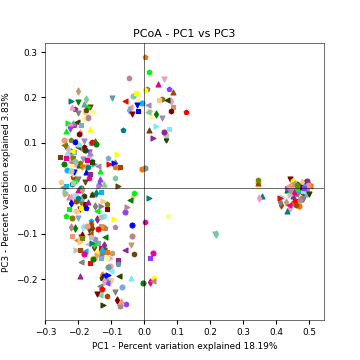 PCoA - PC1 vs PC3
PC3 - Percent variation explained 3.83%
0.3
0.2
0.1
0.0
−0.1
−0.2
−0.3 −0.2 −0.1 0.0 0.1 0.2 0.3 0.4 0.5
PC1 - Percent variation explained 18.19%